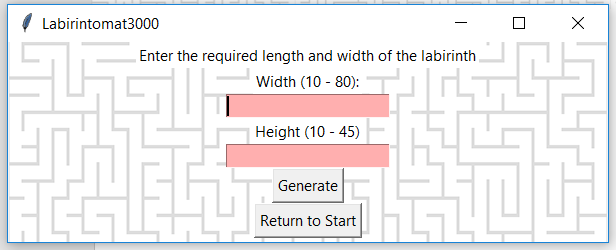 Labirintomat3000
Enter the required length and width of the labirinth
Width (10 - 80):
Height (10 - 45)
Generate
Return to Start